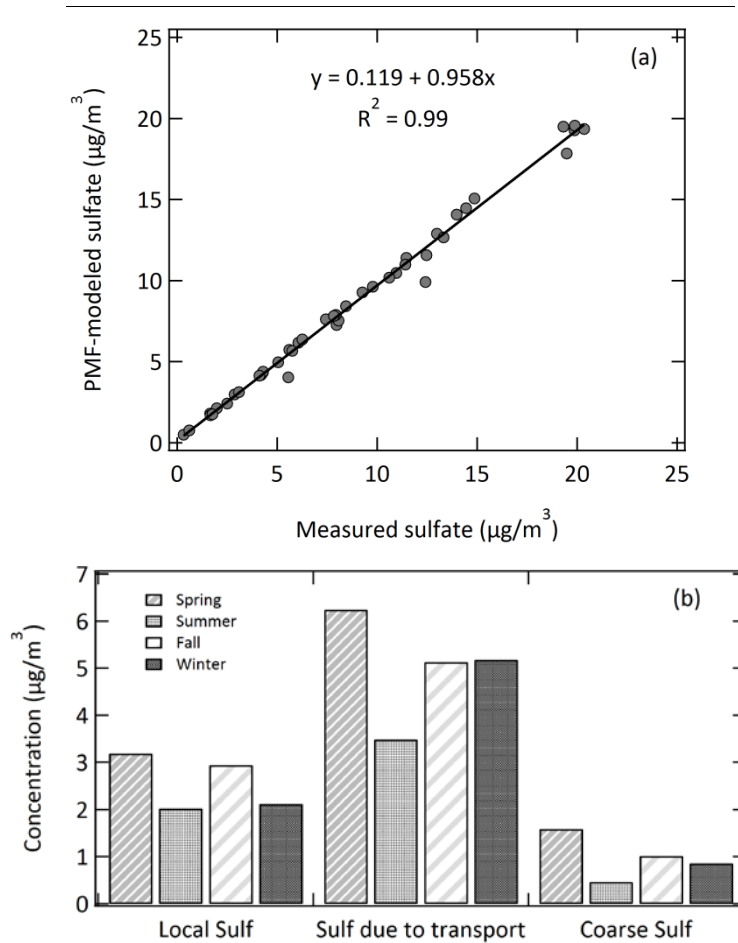 25
(a)
y = 0.119 + 0.958x
R² = 0.99
20
15
10
5
0
PMF-modeled sulfate (µg/m³)
0 5 10 15 20 25
Measured sulfate (µg/m³)
7
(b)
Spring
Summer
Fall
Winter
6
5
4
3
2
1
0
Concentration (µg/m³)
Local Sulf Sulf due to transport Coarse Sulf